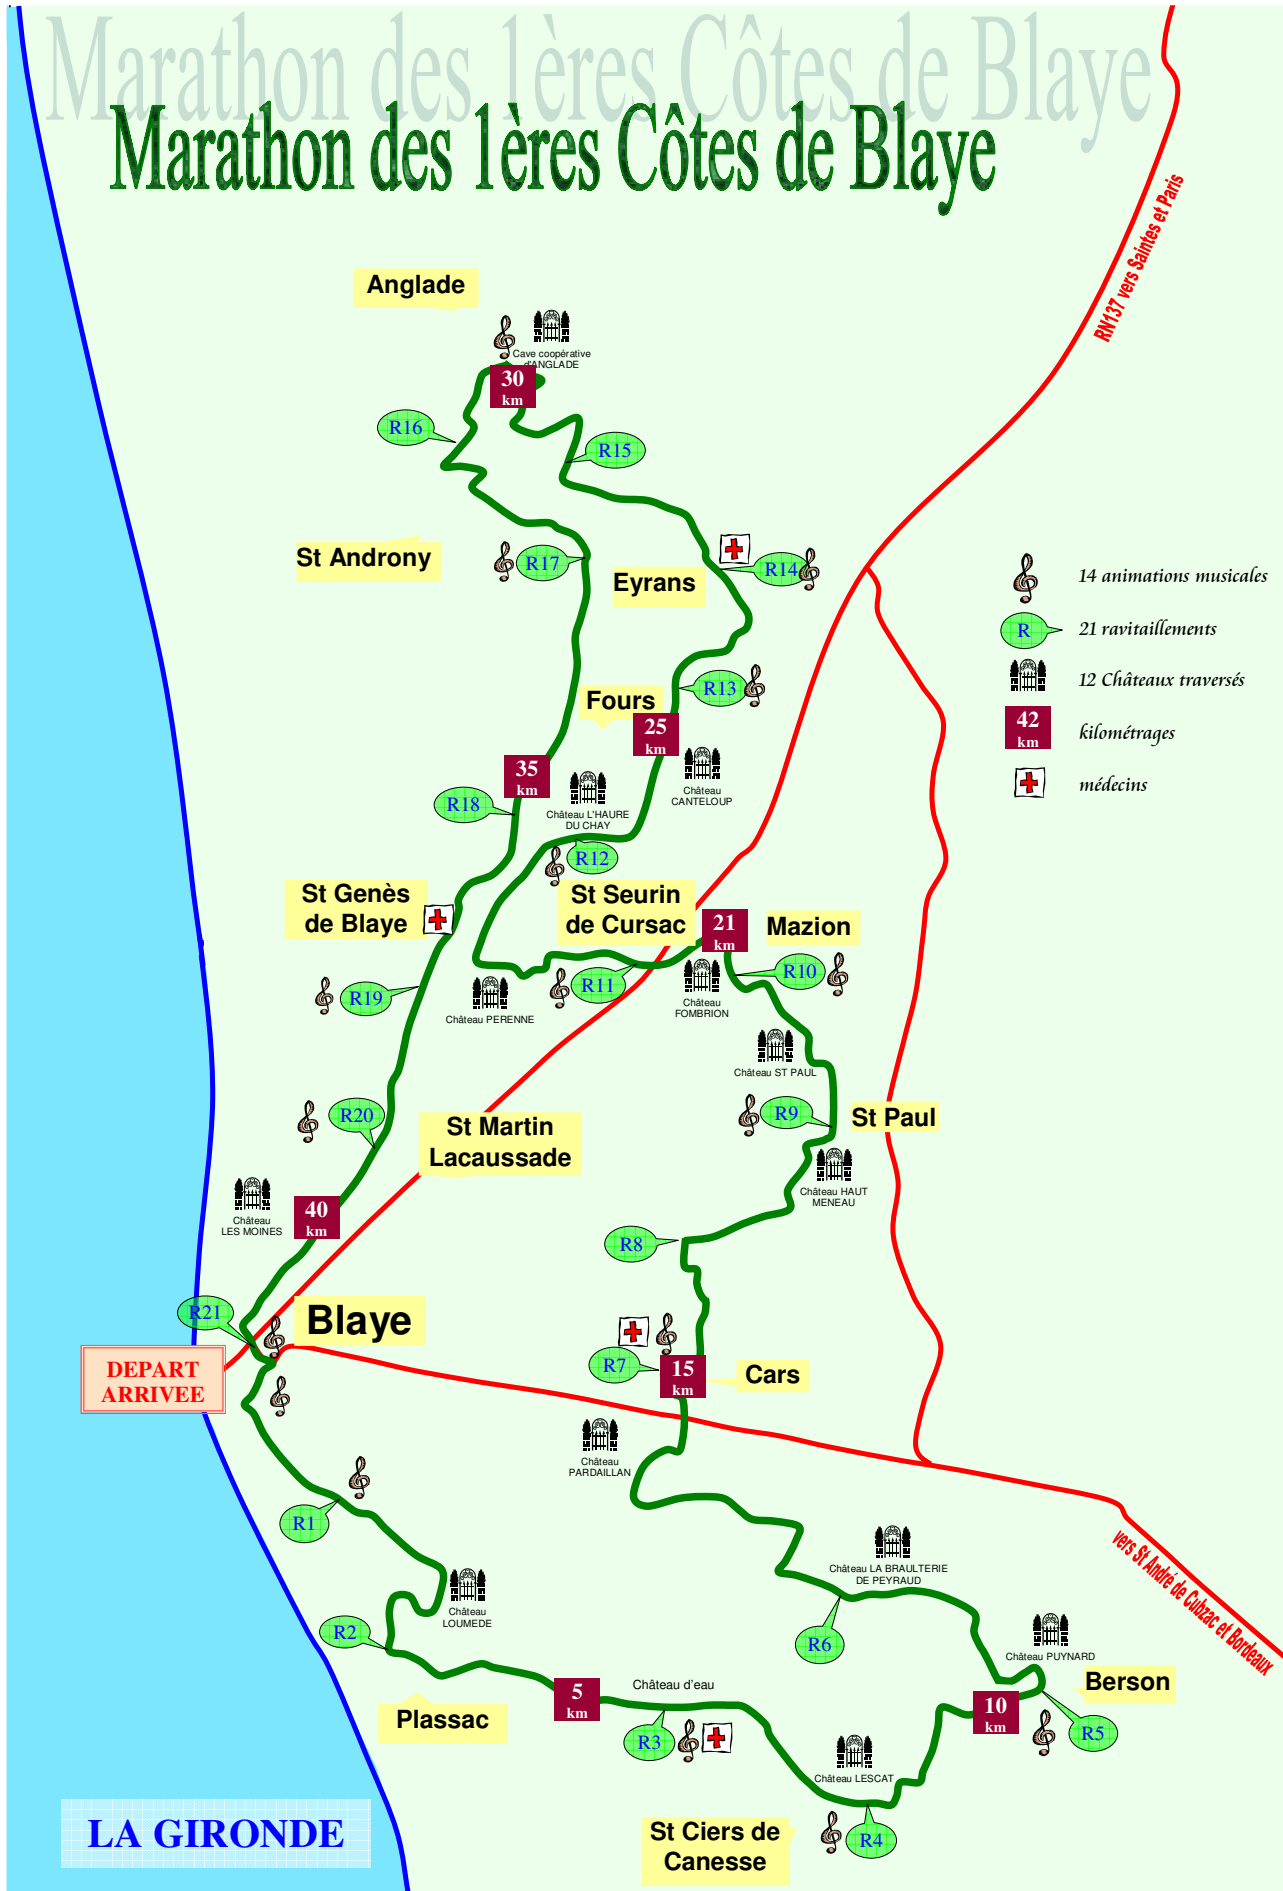 Marathon des 1ères Côtes de Blaye
Marathon des 1ères Côtes de Blaye
RN137 vers Saintes et Paris
Anglade
Cave coopérative
d'ANGLADE
30
km
R16
R15
St Androny
R17
Eyrans
R14
14 animations musicales
R
21 ravitaillements
12 Châteaux traversés
42
km
kilométrages
médecins
R13
Fours
25
km
35
km
Château
CANTELOUP
R18
Château L'HAURE
DU CHAY
R12
St Genès
de Blaye
St Seurin
de Cursac
21
km
Mazion
R10
R11
R19
Château PERENNE
Château
FOMBRION
Château ST PAUL
R9
St Paul
R20
St Martin
Lacaussade
Château HAUT
MENEAU
Château
LES MOINES
40
km
R8
R21
Blaye
DEPART
ARRIVEE
R7
15
km
Cars
Château
PARDAILLAN
R1
vers St André de Cubzac et Bordeaux
Château LA BRAULTERIE
DE PEYRAUD
Château
LOUMEDE
R2
R6
Château PUYNARD
Berson
Plassac
5
km
Château d'eau
R3
10
km
R5
Château LESCAT
St Ciers de
Canesse
R4
LA GIRONDE